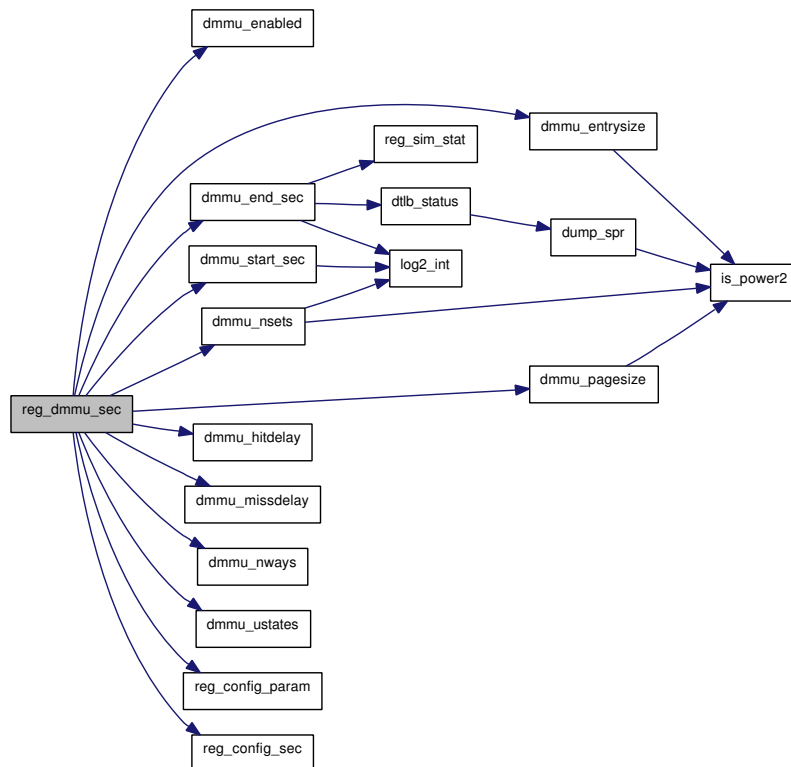 dmmu_enabled
dmmu_entrysize
reg_sim_stat
dmmu_end_sec
dtlb_status
dump_spr
dmmu_start_sec
log2_int
is_power2
dmmu_nsets
dmmu_pagesize
reg_dmmu_sec
dmmu_hitdelay
dmmu_missdelay
dmmu_nways
dmmu_ustates
reg_config_param
reg_config_sec